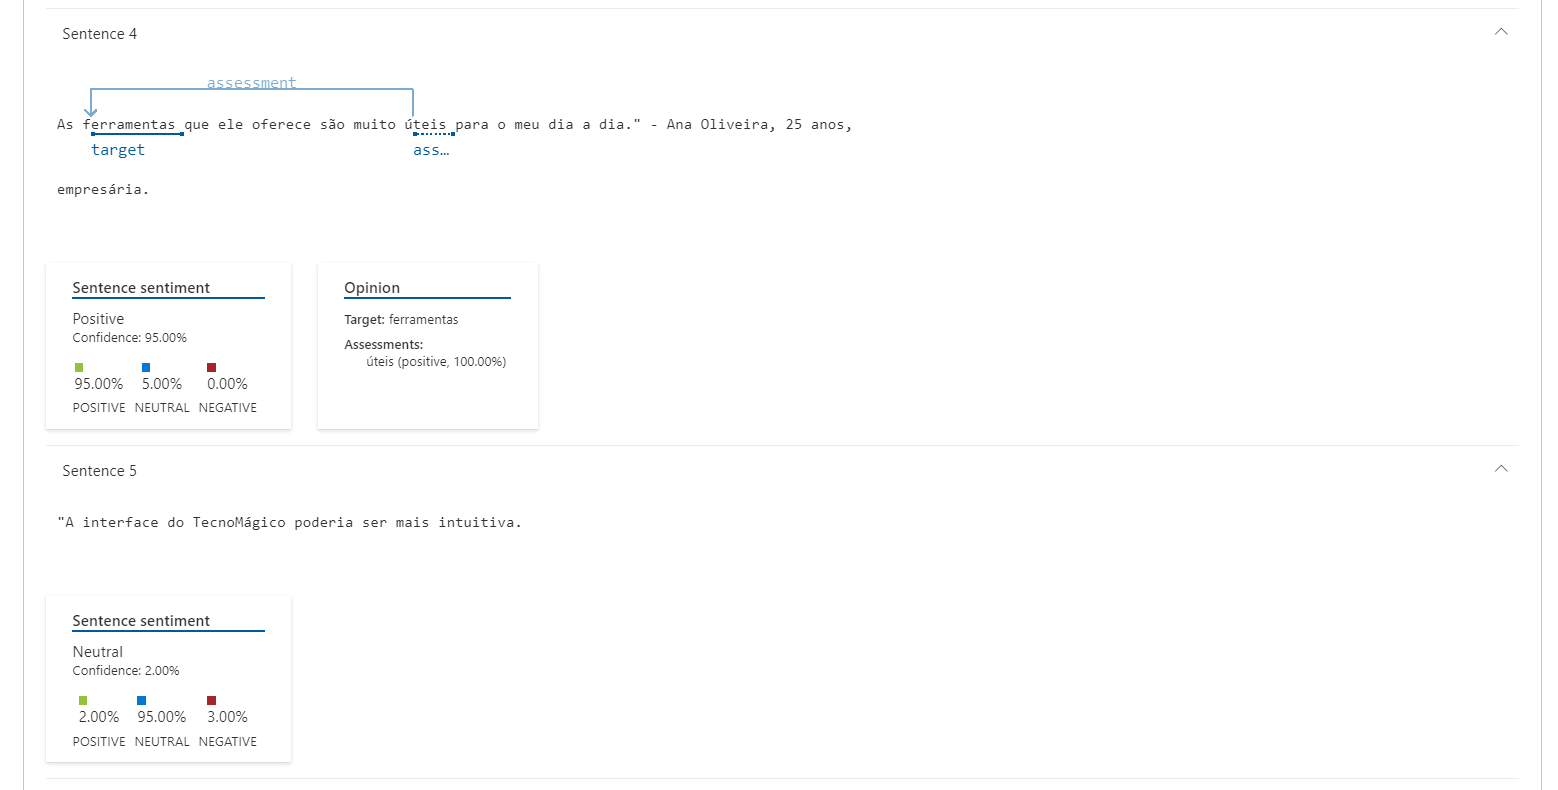 Sentence 4
assessment
As ferramentas que ele oferece são muito úteis para o meu dia a dia." - Ana Oliveira, 25 anos,
target ass…
empresária.
Sentence sentiment
Positive
Confidence: 95.00%
95.00% 5.00% 0.00%
POSITIVE NEUTRAL NEGATIVE
Opinion
Target: ferramentas
Assessments:
úteis (positive, 100.00%)
Sentence 5
"A interface do TecnoMágico poderia ser mais intuitiva.
Sentence sentiment
Neutral
Confidence: 2.00%
2.00% 95.00% 3.00%
POSITIVE NEUTRAL NEGATIVE